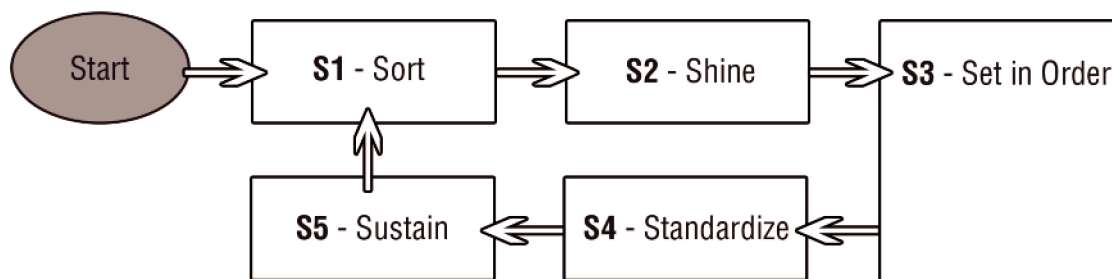 Start
S1 - Sort
S2 - Shine
S3 - Set in Order
S4 - Standardize
S5 - Sustain